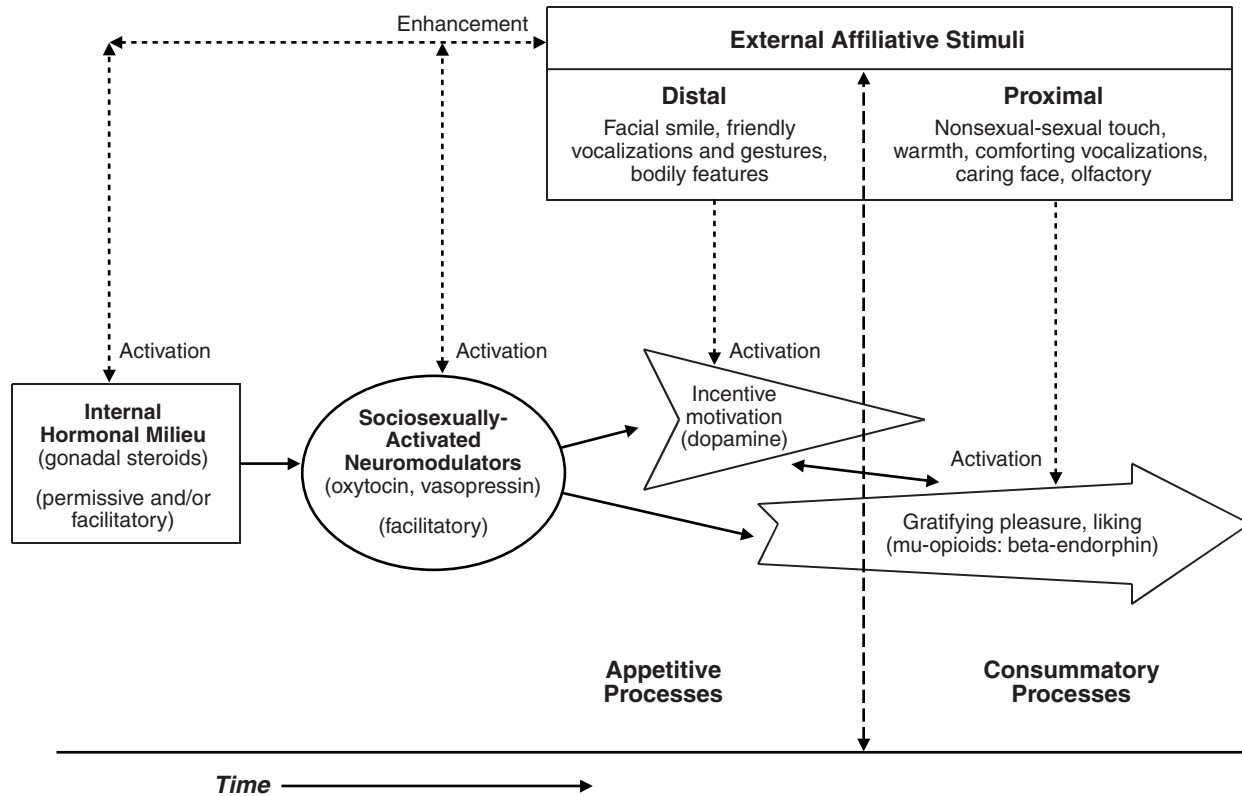 Enhancement
External Affiliative Stimuli
Distal
Facial smile, friendly
vocalizations and gestures,
bodily features
Proximal
Nonsexual-sexual touch,
warmth, comforting vocalizations,
caring face, olfactory
Activation
Activation
Activation
Internal
Hormonal Milieu
(gonadal steroids)
(permissive and/or
facilitatory)
Sociosexually-
Activated
Neuromodulators
(oxytocin, vasopressin)
(facilitatory)
Incentive
motivation
(dopamine)
Activation
Gratifying pleasure, liking
(mu-opioids: beta-endorphin)
Appetitive
Processes
Consummatory
Processes
Time